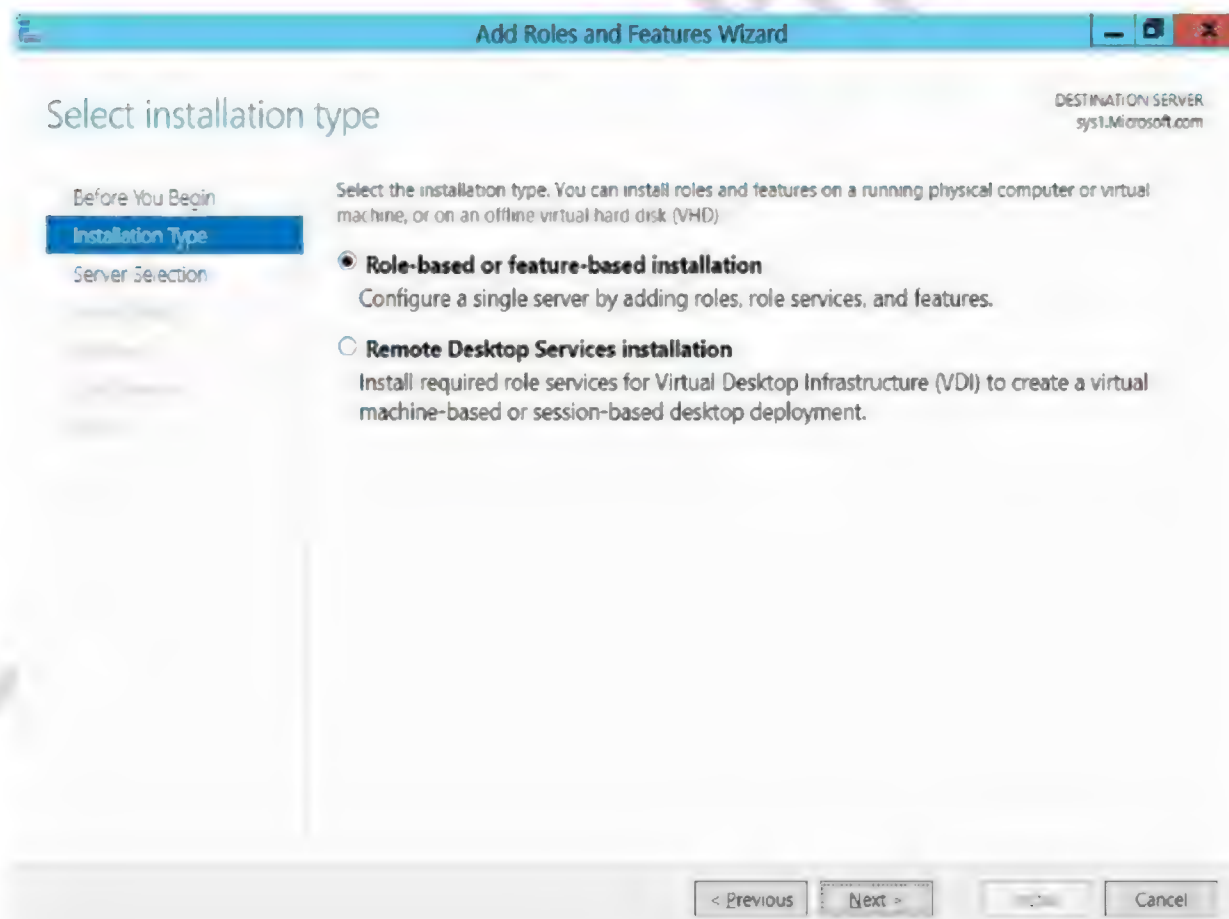 Add Roles and Features Wizard
Select installation type
DESTINATION SERVER
sys1.Microsoft.com
Before You Begin
Installation Type
Server Selection
Select the installation type. You can install roles and features on a running physical computer or virtual
machine, or on an offline virtual hard disk (VHD)
Role-based or feature-based installation
Configure a single server by adding roles, role services, and features.
Remote Desktop Services installation
Install required role services for Virtual Desktop Infrastructure (VDI) to create a virtual
machine-based or session-based desktop deployment.
< Previous
Next >
Cancel